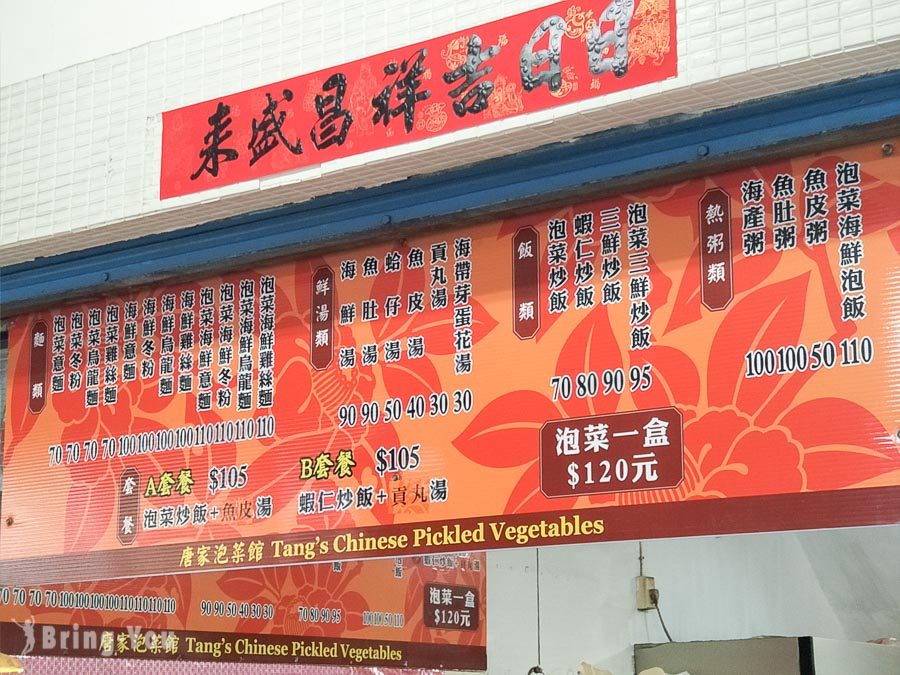 日日吉祥昌盛来
麵類
泡菜意麵
泡菜冬粉
泡菜烏龍麵
泡菜雞絲麵
海鮮意麵
海鮮冬粉
海鮮烏龍麵
海鮮雞絲麵
泡菜海鮮意麵
泡菜海鮮冬粉
泡菜海鮮烏龍麵
泡菜海鮮雞絲麵
70 70 70 70 100 100 100 100 110 110 110 110
鮮湯類
海鮮湯
魚肚湯
蛤仔湯
魚皮湯
貢丸湯
海帶芽蛋花湯
90 90 50 40 30 30
飯類
泡菜炒飯
蝦仁炒飯
三鮮炒飯
泡菜三鮮炒飯
70 80 90 95
熱粥類
海產粥
魚肚粥
魚皮粥
泡菜海鮮泡飯
100 100 50 110
套餐
A套餐 $105
泡菜炒飯+魚皮湯
B套餐 $105
蝦仁炒飯+貢丸湯
泡菜一盒
$120元
唐家泡菜館 Tang's Chinese Pickled Vegetables
蝦仁炒飯+貢丸湯
70 70 70 70 100 100 100 100 110 110 110 110
90 90 50 40 30 30
70 80 90 95
100 100 50 110
泡菜一盒
$120元
唐家泡菜館 Tang's Chinese Pickled Vegetables
Bring You